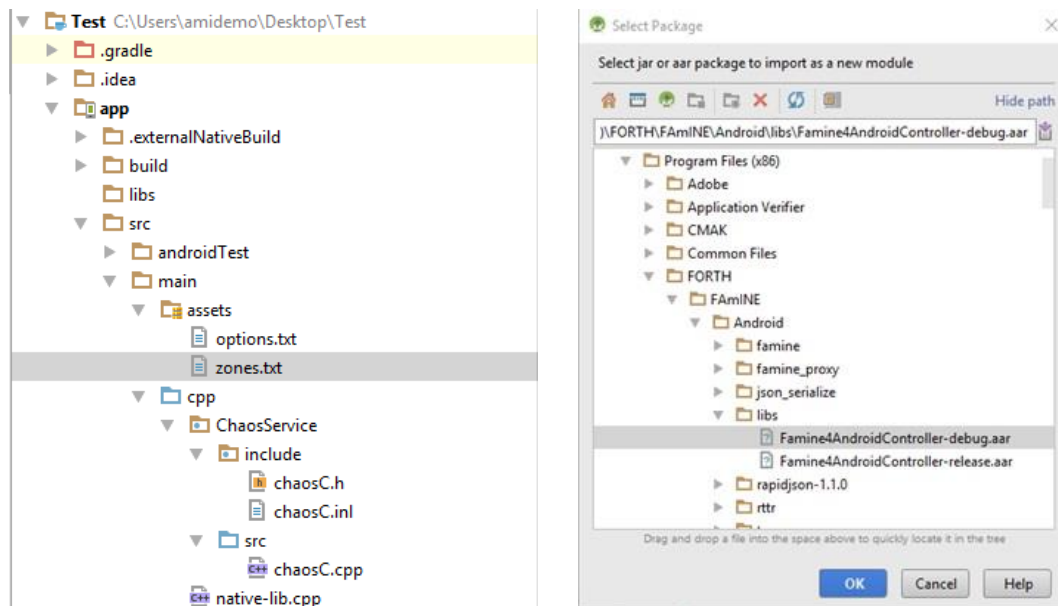 Test C:\Users\amidemo\Desktop\Test
.gradle
.idea
app
.externalNativeBuild
build
libs
src
androidTest
main
assets
options.txt
zones.txt
cpp
ChaosService
include
chaosC.h
chaosC.inl
src
chaosC.cpp
native-lib.cpp
Select Package
Select jar or aar package to import as a new module
Hide path
)\FORTH\FAmINE\Android\libs\Famine4AndroidController-debug.aar
Program Files (x86)
Adobe
Application Verifier
CMAK
Common Files
FORTH
FAmINE
Android
famine
famine_proxy
json_serialize
libs
Famine4AndroidController-debug.aar
Famine4AndroidController-release.aar
rapidjson-1.1.0
rttr
Drag and drop a file into the space above to quickly locate it in the tree
OK Cancel Help